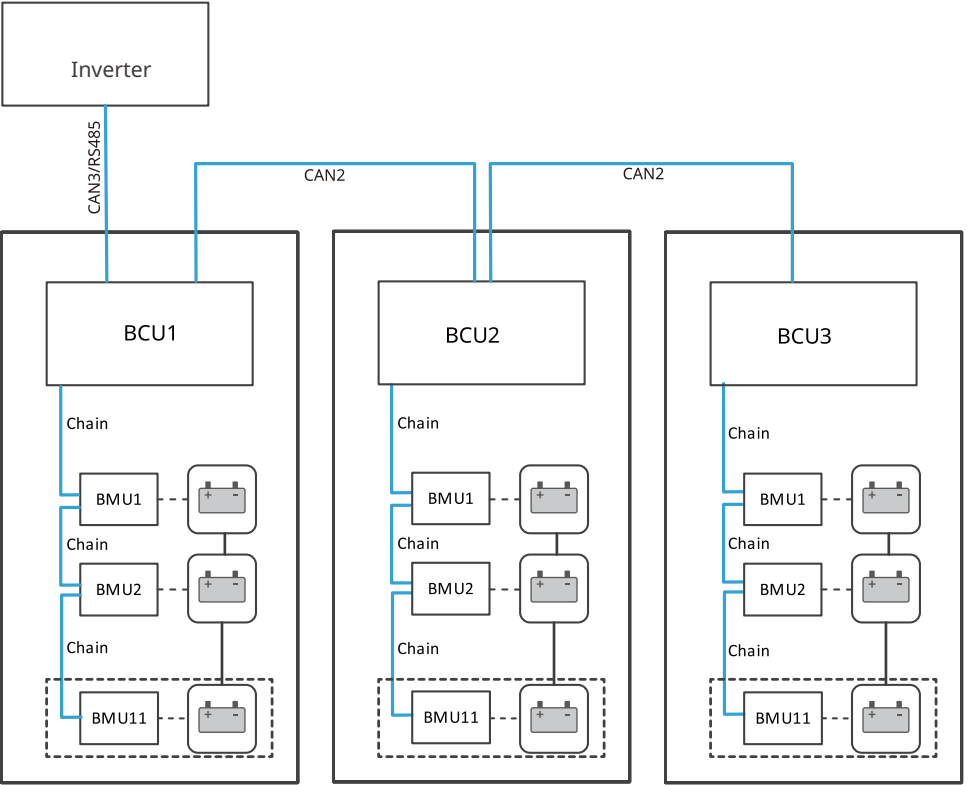 Inverter
CAN3/RS485
CAN2
CAN2
BCU1
BCU2
BCU3
Chain
Chain
Chain
BMU1
+ -
BMU1
+ -
BMU1
+ -
Chain
Chain
Chain
BMU2
+ -
BMU2
+ -
BMU2
+ -
Chain
Chain
Chain
BMU11
+ -
BMU11
+ -
BMU11
+ -